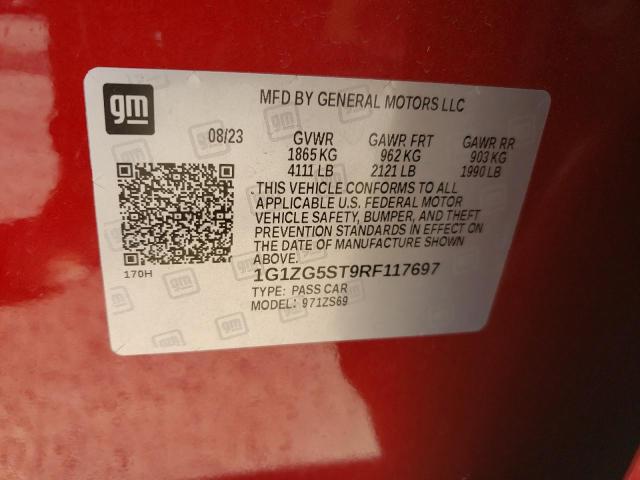 gm
MFD BY GENERAL MOTORS LLC
08/23 GVWR GAWR FRT GAWR RR
1865 KG 962 KG 903 KG
4111 LB 2121 LB 1990 LB
THIS VEHICLE CONFORMS TO ALL
APPLICABLE U.S. FEDERAL MOTOR
VEHICLE SAFETY, BUMPER, AND THEFT
PREVENTION STANDARDS IN EFFECT ON
THE DATE OF MANUFACTURE SHOWN
ABOVE.
170H
1G1ZG5ST9RF117697
TYPE: PASS CAR
MODEL: 971ZS69